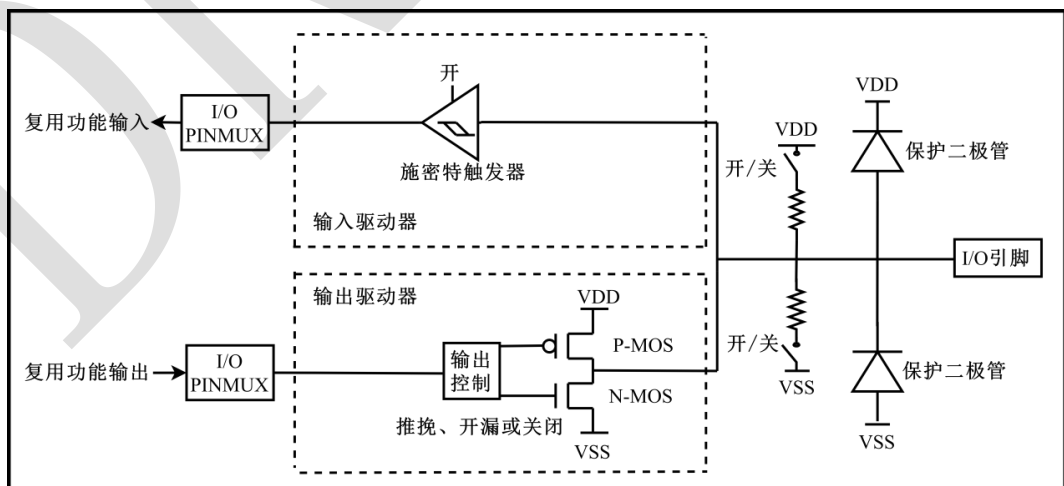 开
复用功能输入
I/O
PINMUX
施密特触发器
输入驱动器
VDD
开/关
VDD
保护二极管
I/O引脚
输出驱动器
VDD
复用功能输出
I/O
PINMUX
输出
控制
P-MOS
N-MOS
推挽、开漏或关闭
VSS
开/关
VSS
保护二极管
VSS